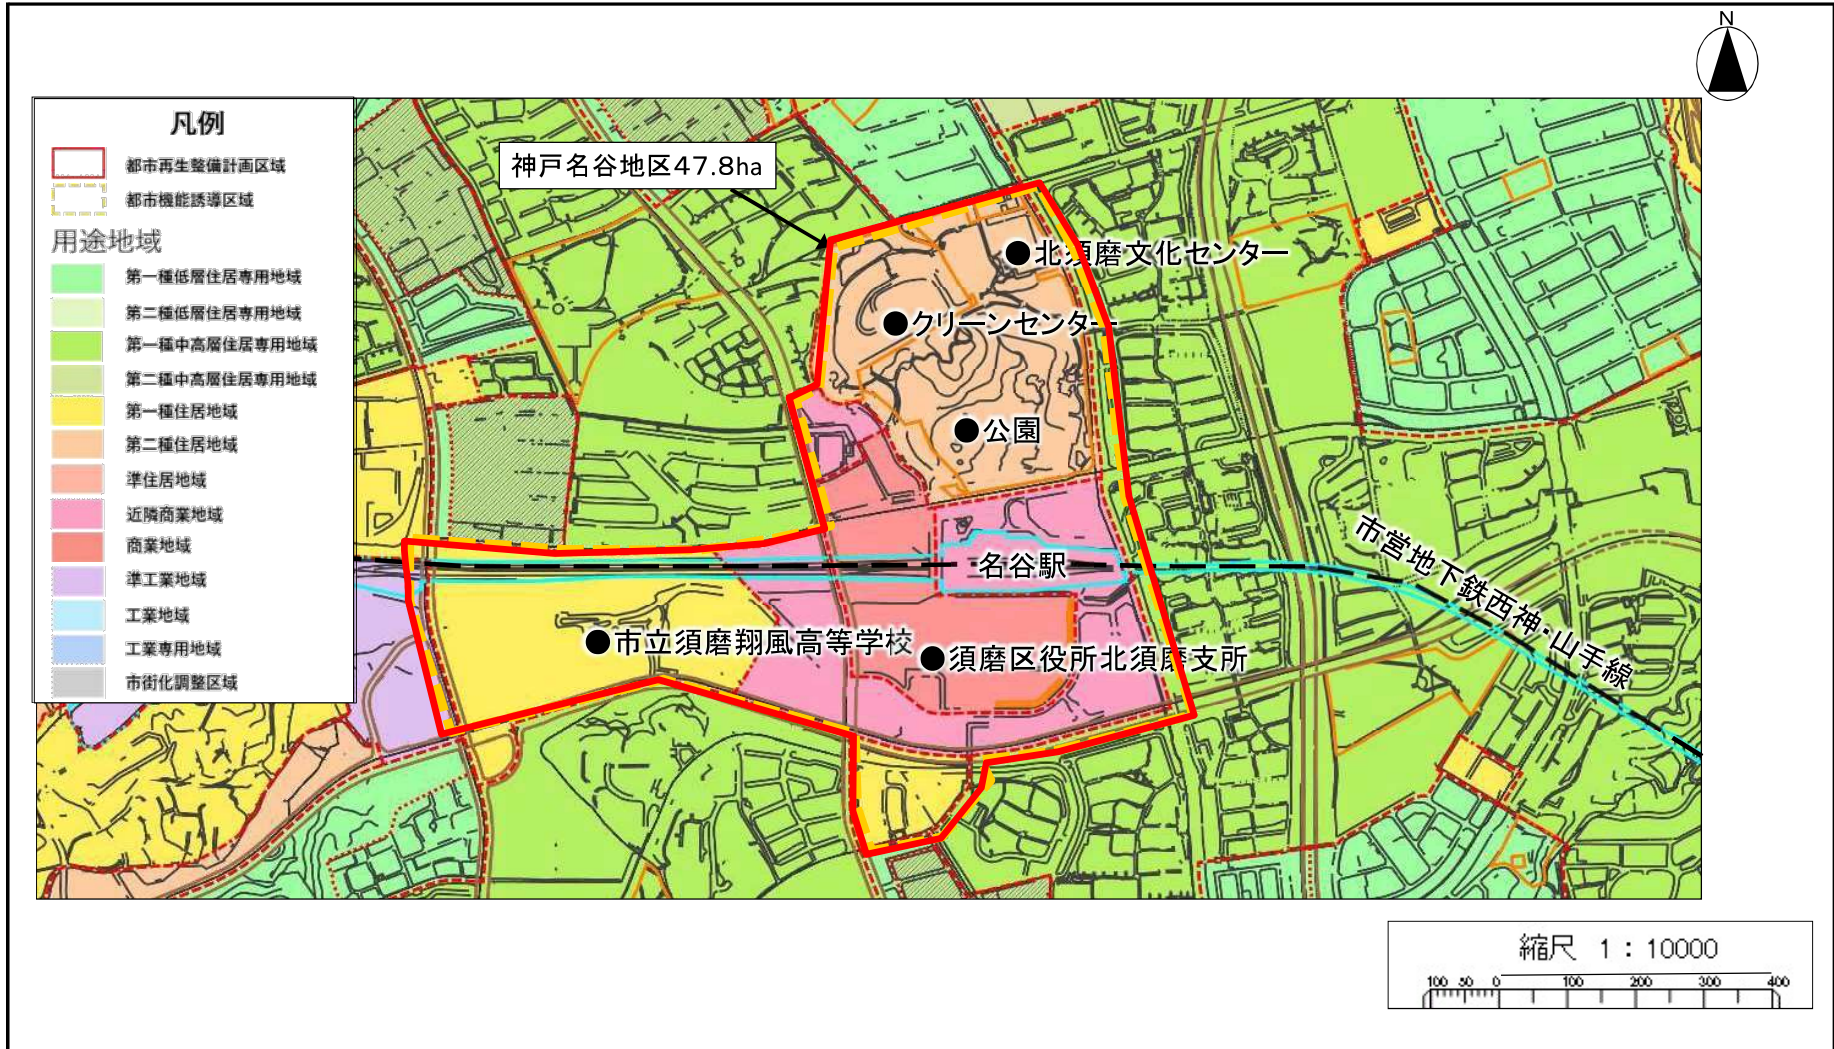 N
凡例
都市再生整備計画区域
都市機能誘導区域
用途地域
第一種低層住居専用地域
第二種低層住居専用地域
第一種中高層住居専用地域
第二種中高層住居専用地域
第一種住居地域
第二種住居地域
準住居地域
近隣商業地域
商業地域
準工業地域
工業地域
工業専用地域
市街化調整区域
神戸名谷地区47.8ha
●北須磨文化センター
●クリーンセンター
●公園
名谷駅
市営地下鉄西神・山手線
●市立須磨翔風高等学校
●須磨区役所北須磨支所
縮尺 1：10000
100 50 0 100 200 300 400